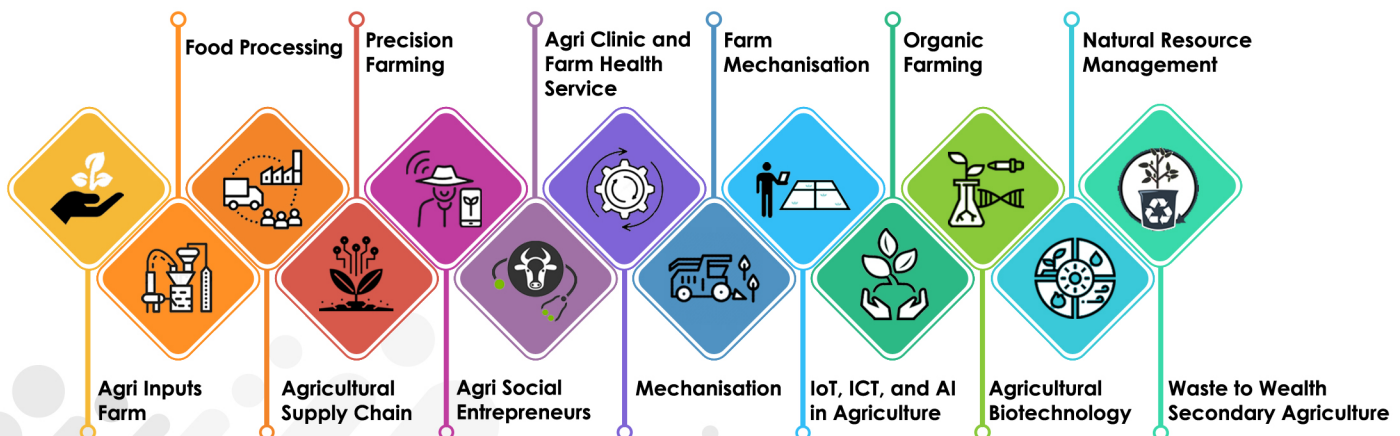 Food Processing
Precision
Farming
Agri Clinic and
Farm Health
Service
Farm
Mechanisation
Organic
Farming
Natural Resource
Management
Agri Inputs
Farm
Agricultural
Supply Chain
Agri Social
Entrepreneurs
Mechanisation
IoT, ICT, and AI
in Agriculture
Agricultural
Biotechnology
Waste to Wealth
Secondary Agriculture